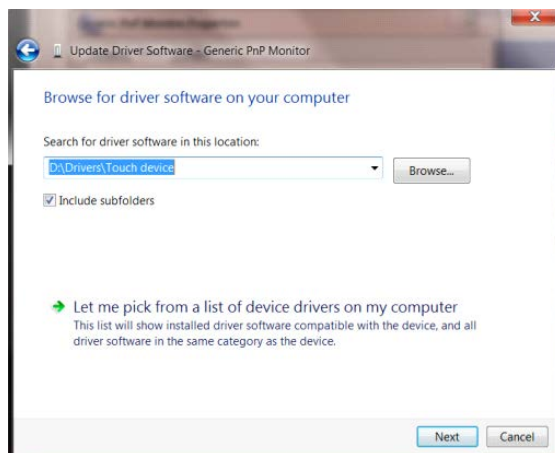 Update Driver Software - Generic PnP Monitor
Browse for driver software on your computer
Search for driver software in this location:
D:\Drivers\Touch device
Browse...
Include subfolders
Let me pick from a list of device drivers on my computer
This list will show installed driver software compatible with the device, and all
driver software in the same category as the device.
Next
Cancel